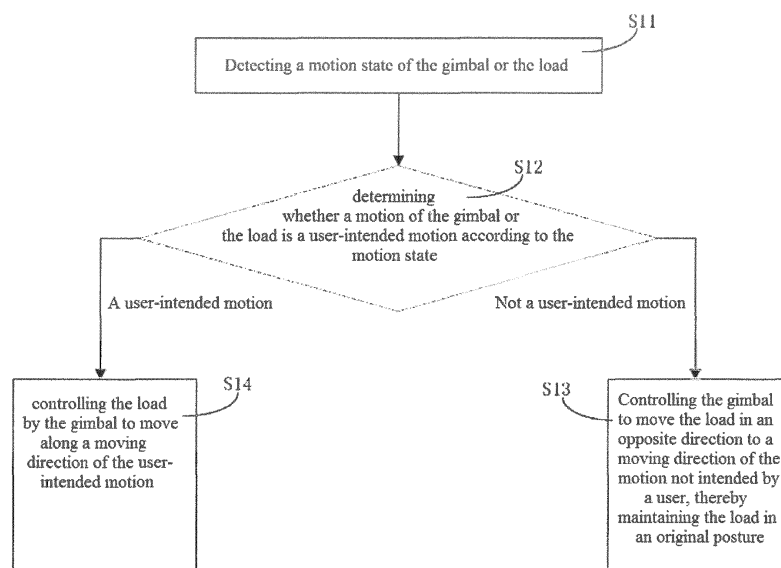 S11
Detecting a motion state of the gimbal or the load
S12
determining
whether a motion of the gimbal or
the load is a user-intended motion according to the
motion state
A user-intended motion
Not a user-intended motion
S14
controlling the load
by the gimbal to move
along a moving
direction of the user-
intended motion
S13
Controlling the gimbal
to move the load in an
opposite direction to a
moving direction of the
motion not intended by
a user, thereby
maintaining the load in
an original posture